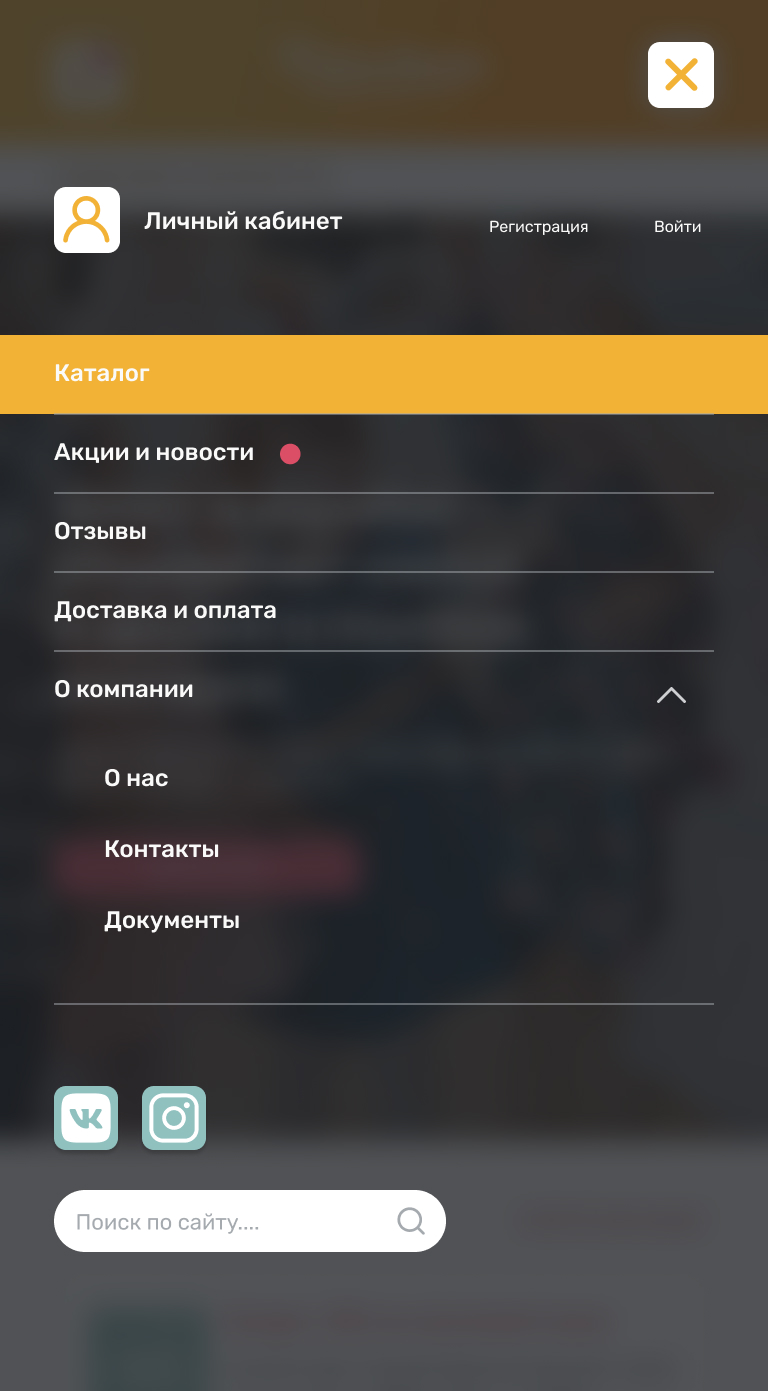 Личный кабинет
Регистрация
Войти
Каталог
Акции и новости
Отзывы
Доставка и оплата
О компании
О нас
Контакты
Документы
Поиск по сайту....